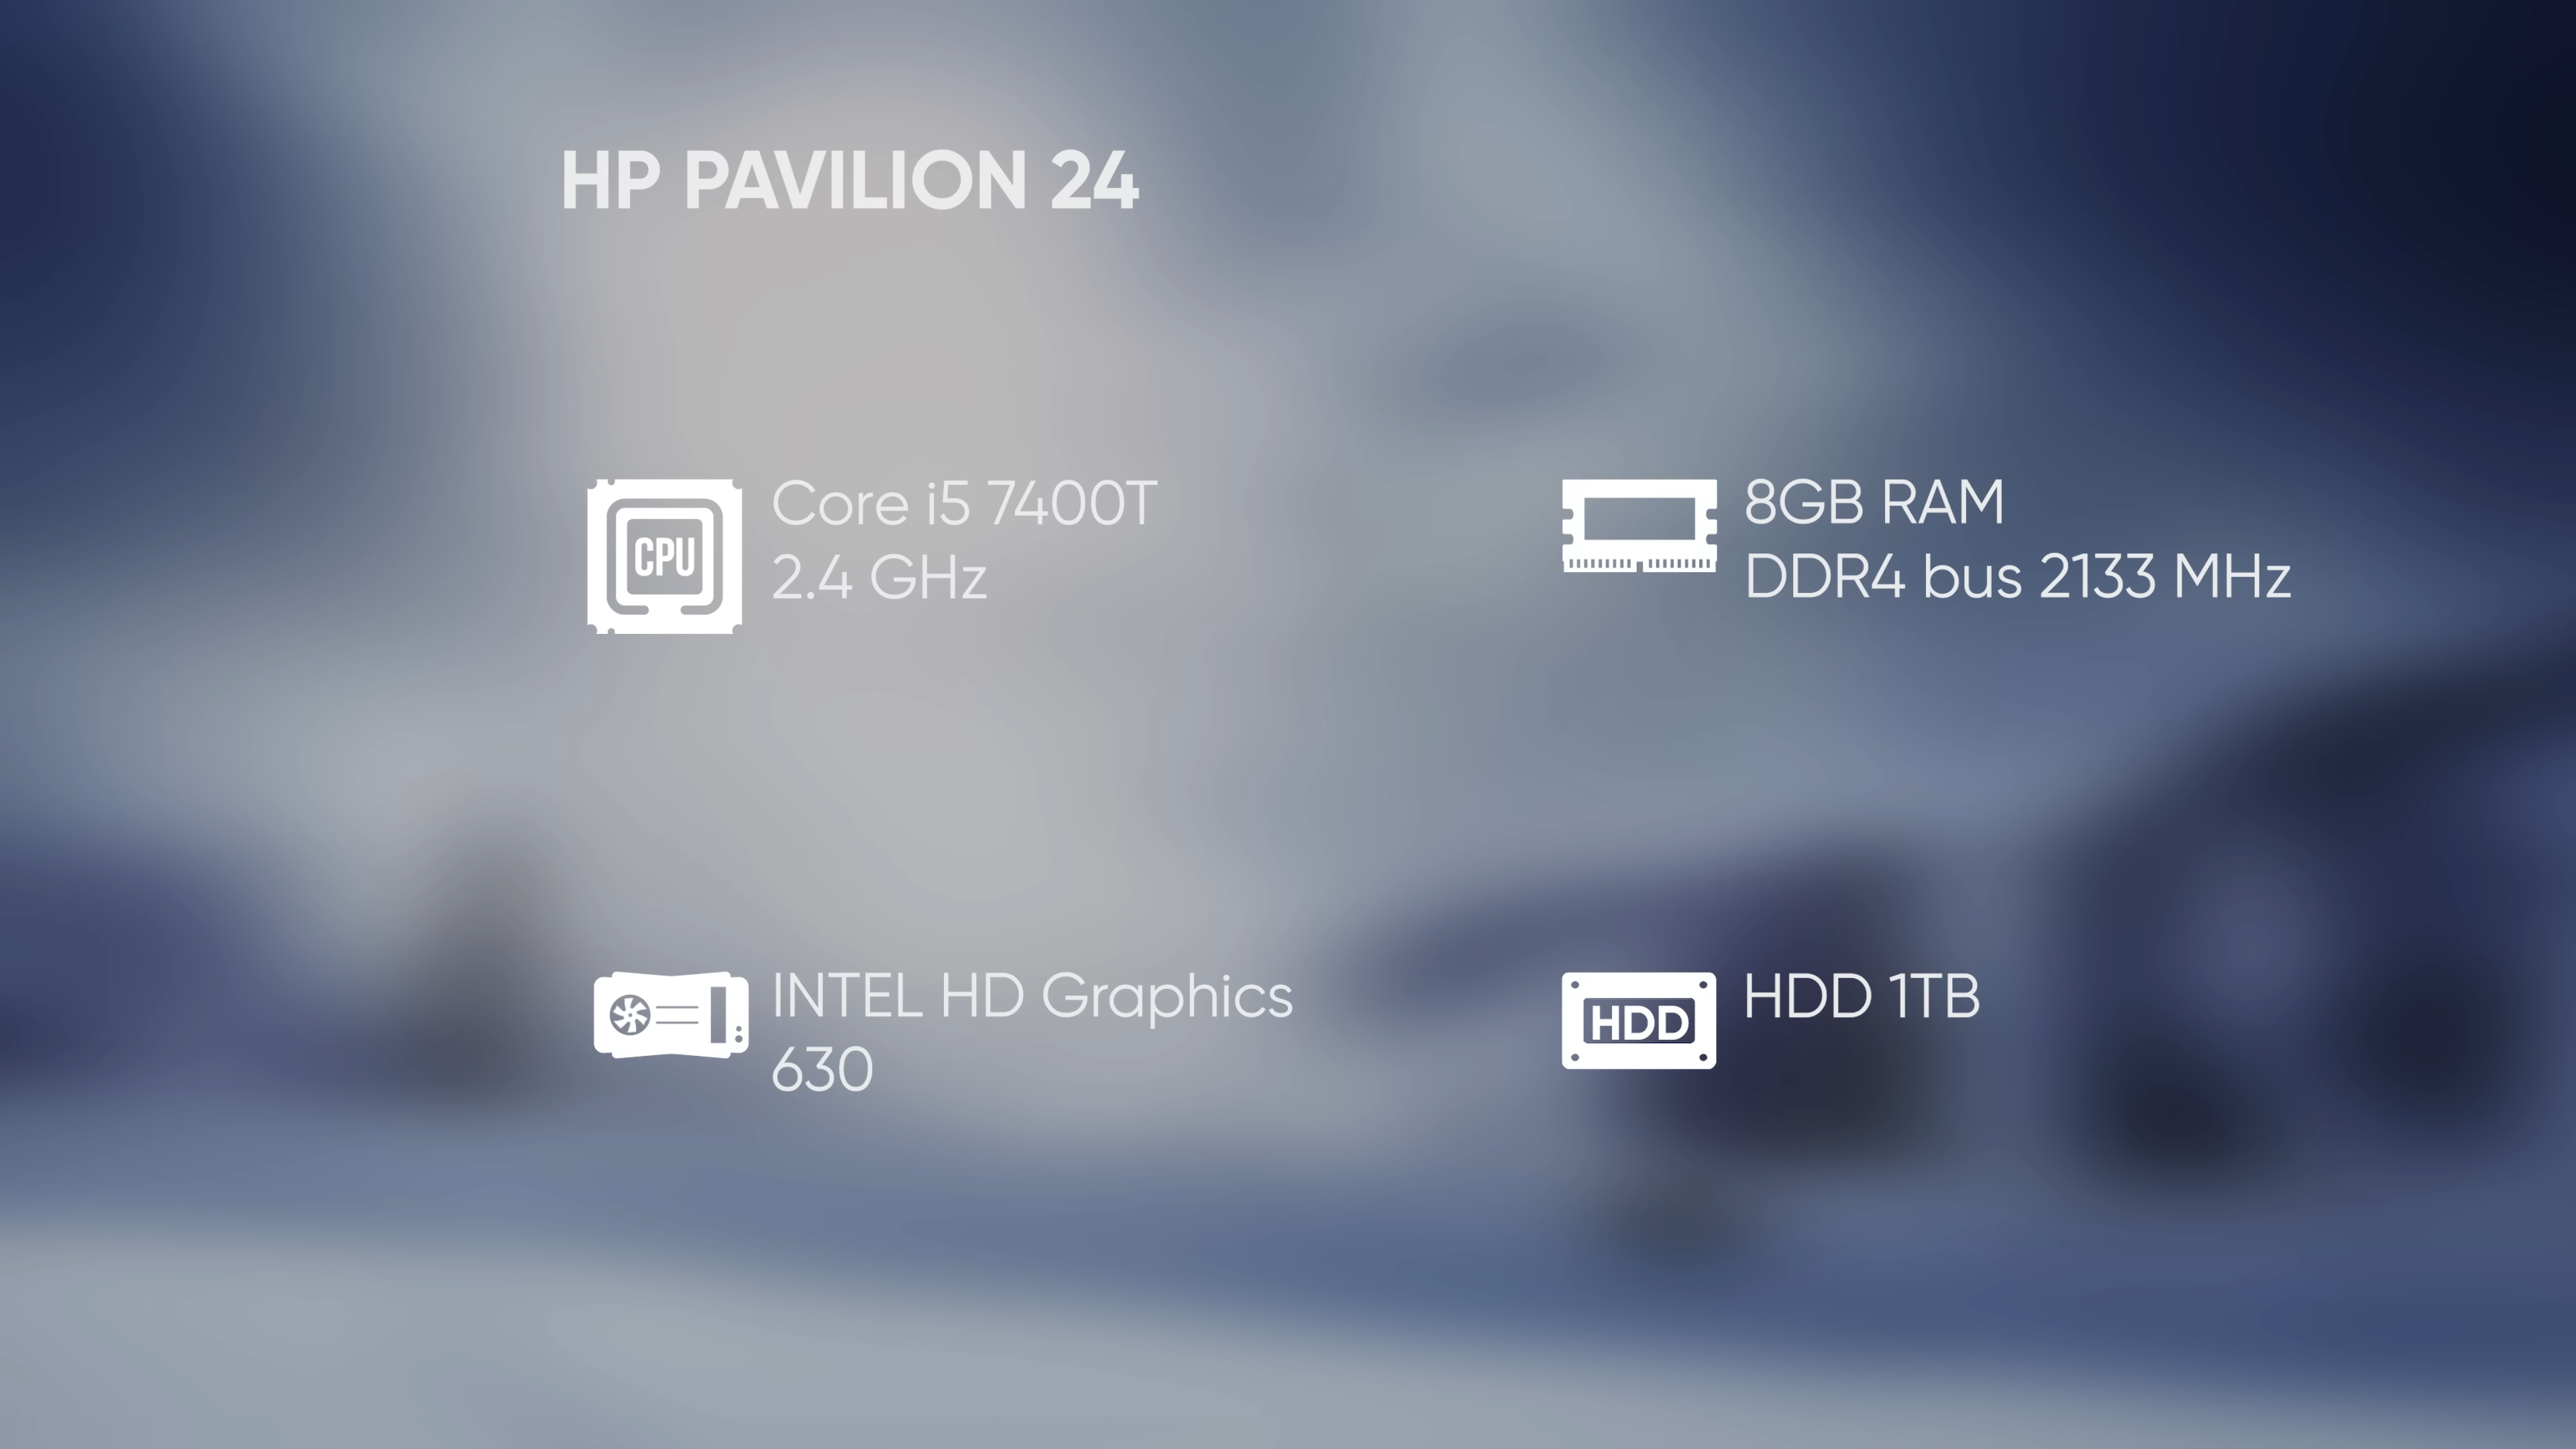 HP PAVILION 24
CPU
Core i5 7400T
2.4 GHz
8GB RAM
DDR4 bus 2133 MHz
INTEL HD Graphics
630
HDD
HDD 1TB